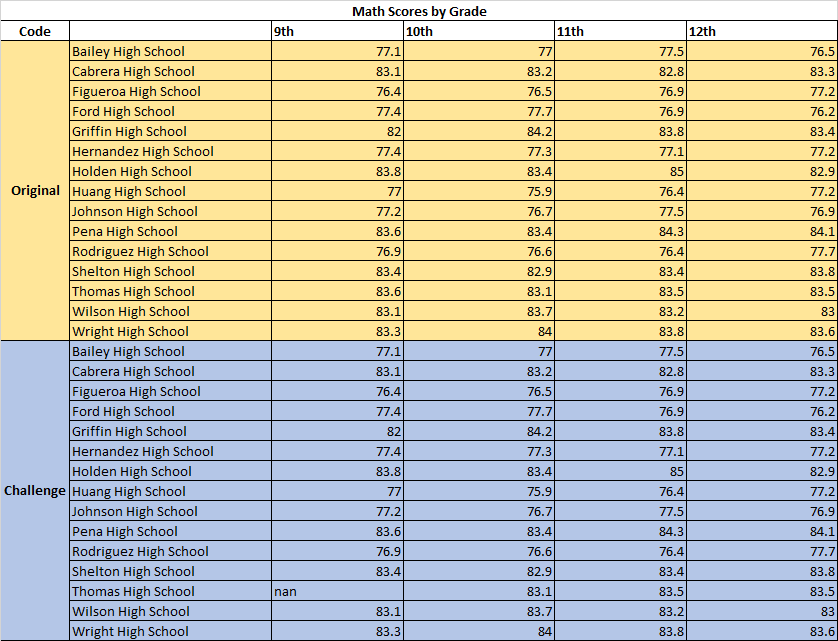 Math Scores by Grade
Code 9th 10th 11th 12th
Bailey High School 77.1 77 77.5 76.5
Cabrera High School 83.1 83.2 82.8 83.3
Figueroa High School 76.4 76.5 76.9 77.2
Ford High School 77.4 77.7 76.9 76.2
Griffin High School 82 84.2 83.8 83.4
Hernandez High School 77.4 77.3 77.1 77.2
Holden High School 83.8 83.4 85 82.9
Original Huang High School 77 75.9 76.4 77.2
Johnson High School 77.2 76.7 77.5 76.9
Pena High School 83.6 83.4 84.3 84.1
Rodriguez High School 76.9 76.6 76.4 77.7
Shelton High School 83.4 82.9 83.4 83.8
Thomas High School 83.6 83.1 83.5 83.5
Wilson High School 83.1 83.7 83.2 83
Wright High School 83.3 84 83.8 83.6
Bailey High School 77.1 77 77.5 76.5
Cabrera High School 83.1 83.2 82.8 83.3
Figueroa High School 76.4 76.5 76.9 77.2
Ford High School 77.4 77.7 76.9 76.2
Griffin High School 82 84.2 83.8 83.4
Hernandez High School 77.4 77.3 77.1 77.2
Holden High School 83.8 83.4 85 82.9
Challenge Huang High School 77 75.9 76.4 77.2
Johnson High School 77.2 76.7 77.5 76.9
Pena High School 83.6 83.4 84.3 84.1
Rodriguez High School 76.9 76.6 76.4 77.7
Shelton High School 83.4 82.9 83.4 83.8
Thomas High School nan 83.1 83.5 83.5
Wilson High School 83.1 83.7 83.2 83
Wright High School 83.3 84 83.8 83.6